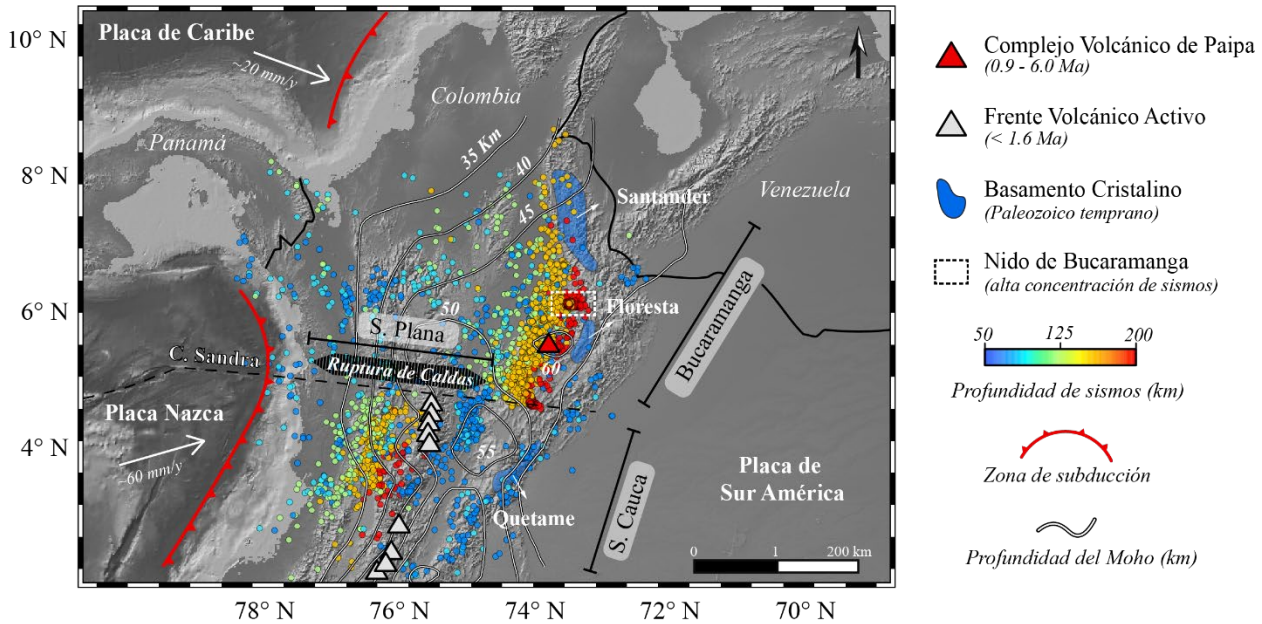 10° N
8° N
6° N
4° N
78° N
76° N
74° N
72° N
70° N
Placa de Caribe
~20 mm/y
Colombia
Panamá
35 Km
40
45
Santander
Venezuela
50
Floresta
S. Plana
C. Sandra
Ruptura de Caldas
60
Bucaramanga
Placa Nazca
~60 mm/y
55
Quetame
S. Cauca
Placa de
Sur América
0
1
200 km
Complejo Volcánico de Paipa
(0.9 - 6.0 Ma)
Frente Volcánico Activo
(< 1.6 Ma)
Basamento Cristalino
(Paleozoico temprano)
Nido de Bucaramanga
(alta concentración de sismos)
50
125
200
Profundidad de sismos (km)
Zona de subducción
Profundidad del Moho (km)